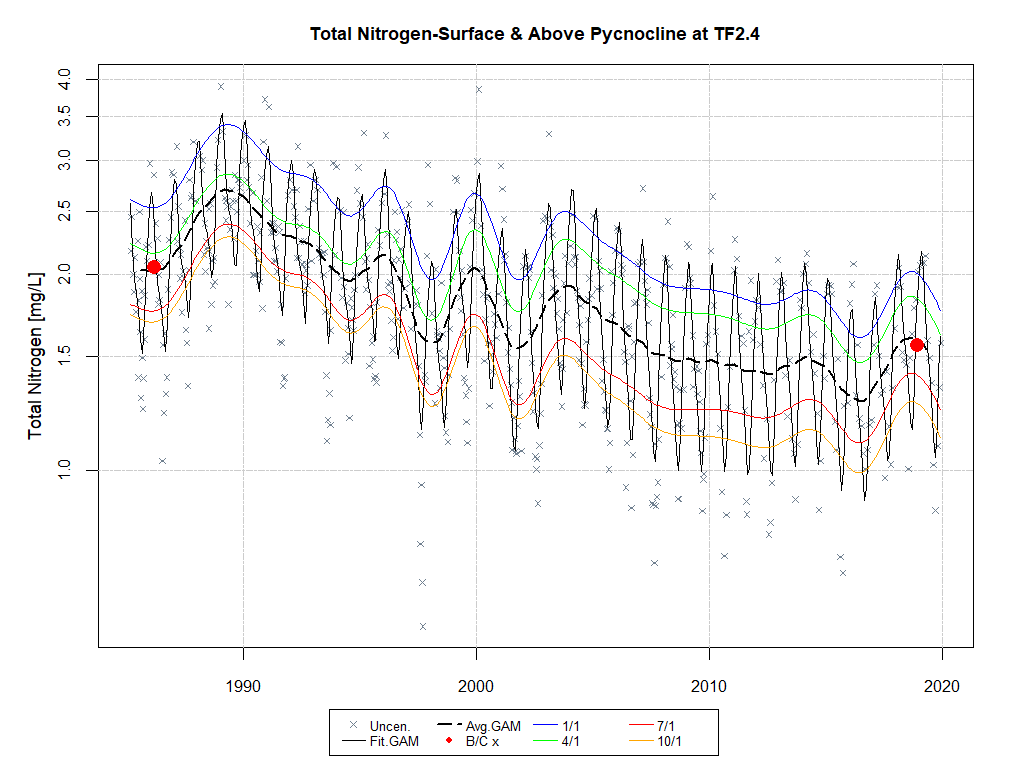 Total Nitrogen-Surface & Above Pycnocline at TF2.4
Total Nitrogen [mg/L]
4.0
3.5
3.0
2.5
2.0
1.5
1.0
1990 2000 2010 2020
Uncen. Avg.GAM 1/1 7/1
Fit.GAM B/C x 4/1 10/1